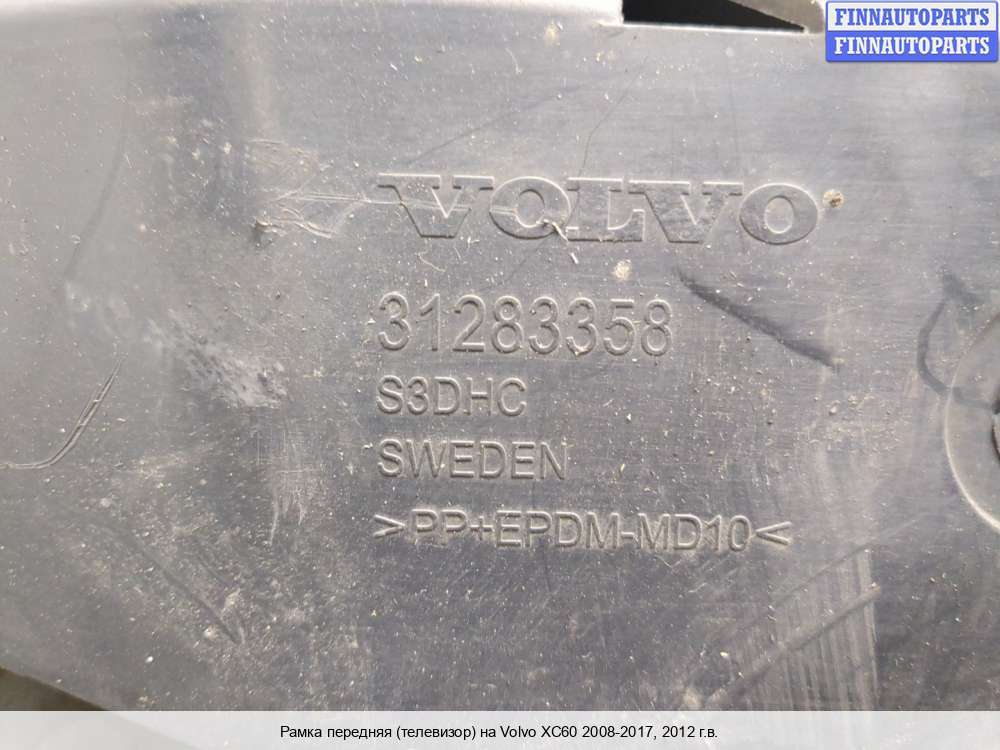 FINNAUTOPARTS
FINNAUTOPARTS
VOLVO
31283358
S3DHC
SWEDEN
>PP+EPDM-MD10<
Рамка передняя (телевизор) на Volvo XC60 2008-2017, 2012 г.в.